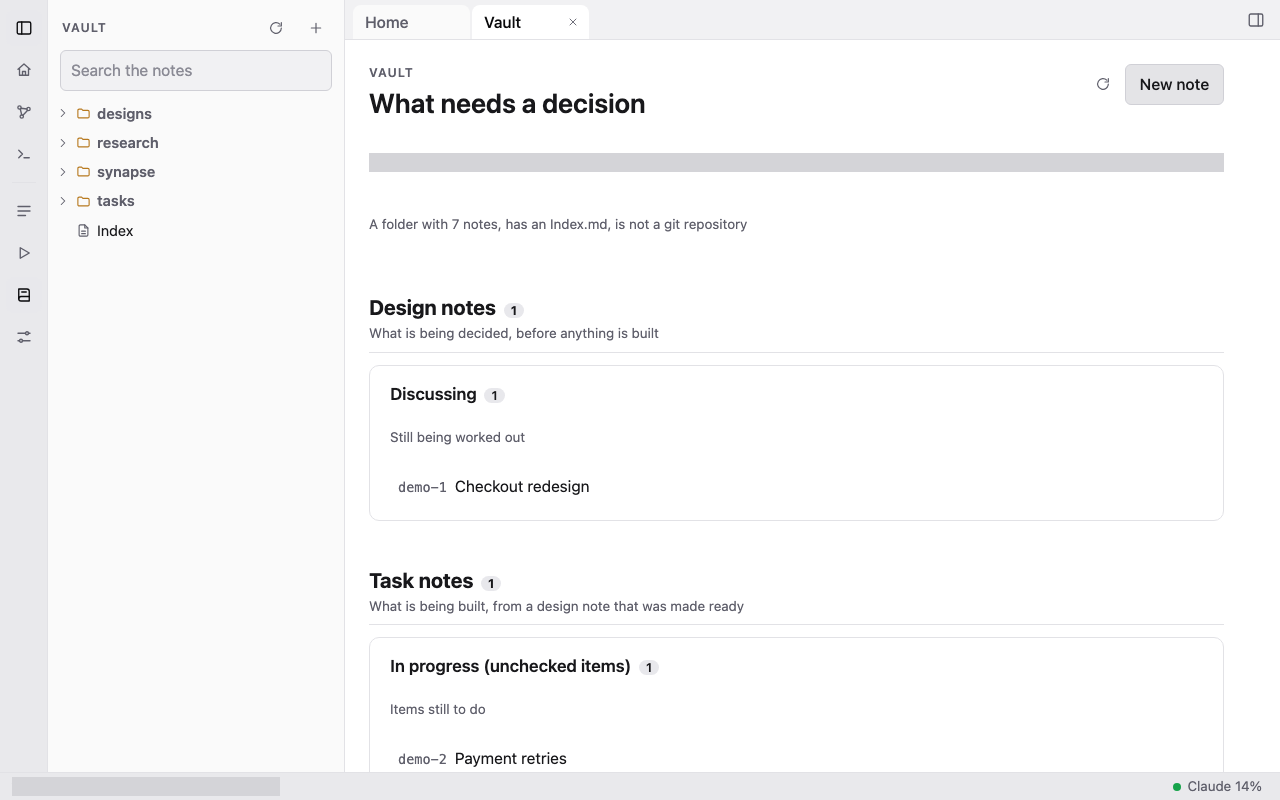 VAULT
Search the notes
designs
research
synapse
tasks
Index
Home
Vault
VAULT
What needs a decision
New note
A folder with 7 notes, has an Index.md, is not a git repository
Design notes 1
What is being decided, before anything is built
Discussing 1
Still being worked out
demo-1 Checkout redesign
Task notes 1
What is being built, from a design note that was made ready
In progress (unchecked items) 1
Items still to do
demo-2 Payment retries
Claude 14%